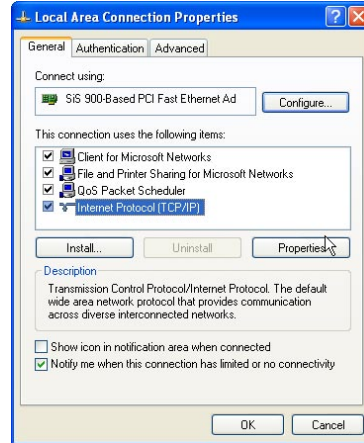 Local Area Connection Properties
General Authentication Advanced
Connect using:
SiS 900-Based PCI Fast Ethernet Ad Configure...
This connection uses the following items:
Client for Microsoft Networks
File and Printer Sharing for Microsoft Networks
QoS Packet Scheduler
Internet Protocol (TCP/IP)
Install... Uninstall Properties
Description
Transmission Control Protocol/Internet Protocol. The default
wide area network protocol that provides communication
across diverse interconnected networks.
Show icon in notification area when connected
Notify me when this connection has limited or no connectivity
OK Cancel